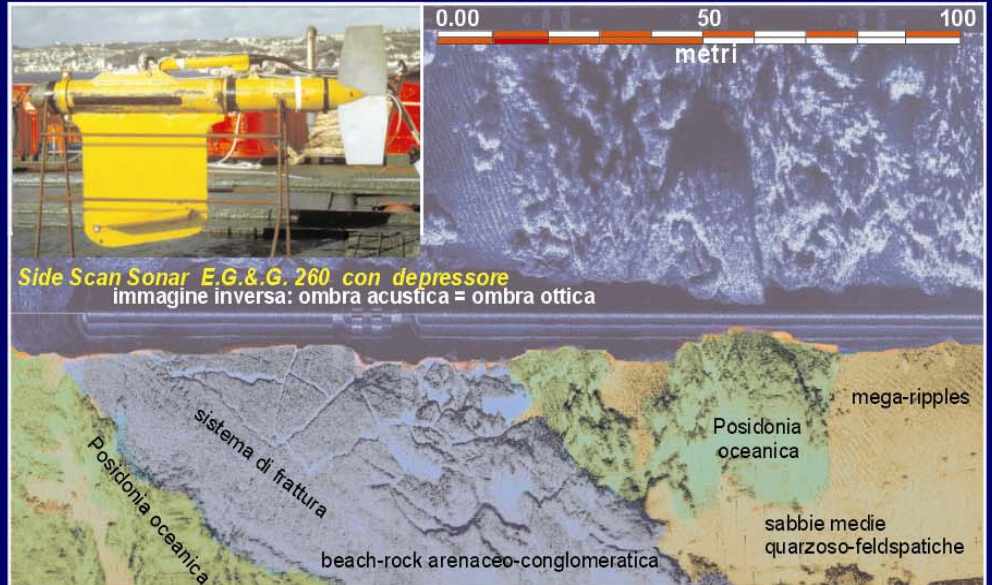 0.00 50 100
metri
Side Scan Sonar E.G.&.G. 260 con depressore
immagine inversa: ombra acustica = ombra ottica
mega-ripples
Posidonia
oceanica
sistema di frattura
Posidonia oceanica
sabbie medie
quarzoso-feldspatiche
beach-rock arenaceo-conglomeratica